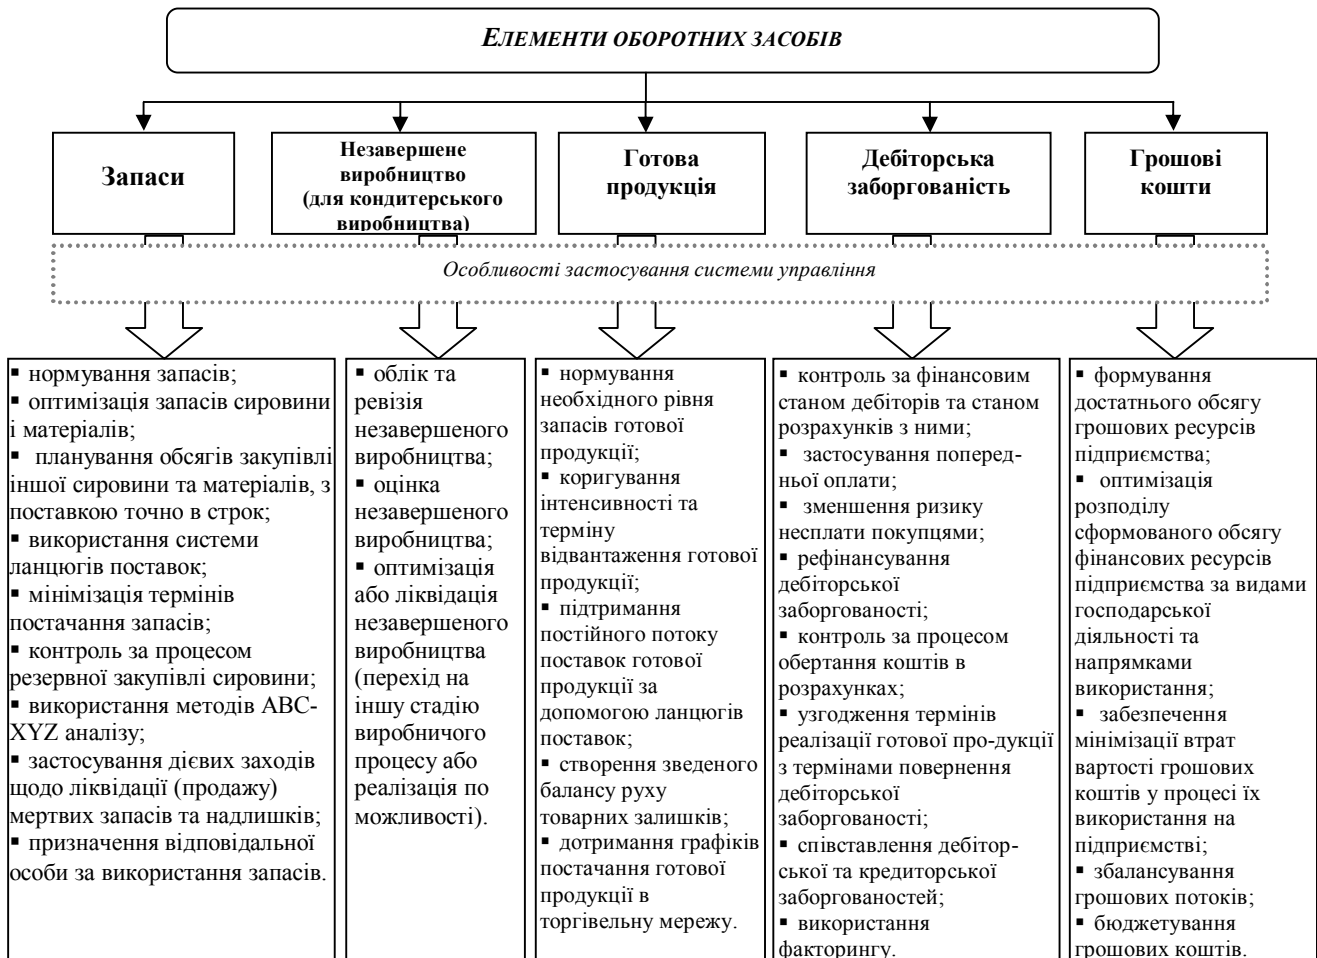 ЕЛЕМЕНТИ ОБОРОТНИХ ЗАСОБІВ
Запаси
Незавершене
виробництво
(для кондитерського
виробництва)
Готова
продукція
Дебіторська
заборгованість
Грошові
кошти
Особливості застосування системи управління
▪ нормування запасів;
▪ оптимізація запасів сировини
і матеріалів;
▪ планування обсягів закупівлі
іншої сировини та матеріалів, з
поставкою точно в строк;
▪ використання системи
ланцюгів поставок;
▪ мінімізація термінів
постачання запасів;
▪ контроль за процесом
резервної закупівлі сировини;
▪ використання методів АВС-
XYZ аналізу;
▪ застосування дієвих заходів
щодо ліквідації (продажу)
мертвих запасів та надлишків;
▪ призначення відповідальної
особи за використання запасів.
▪ облік та
ревізія
незавершеного
виробництва;
▪ оцінка
незавершеного
виробництва;
▪ оптимізація
або ліквідація
незавершеного
виробництва
(перехід на
іншу стадію
виробничого
процесу або
реалізація по
можливості).
▪ нормування
необхідного рівня
запасів готової
продукції;
▪ коригування
інтенсивності та
терміну
відвантаження готової
продукції;
▪ підтримання
постійного потоку
поставок готової
продукції за
допомогою ланцюгів
поставок;
▪ створення зведеного
балансу руху
товарних залишків;
▪ дотримання графіків
постачання готової
продукції в
торгівельну мережу.
▪ контроль за фінансовим
станом дебіторів та станом
розрахунків з ними;
▪ застосування поперед-
ньої оплати;
▪ зменшення ризику
несплати покупцями;
▪ рефінансування
дебіторської
заборгованості;
▪ контроль за процесом
обертання коштів в
розрахунках;
▪ узгодження термінів
реалізації готової про-дукції
з термінами повернення
дебіторської
заборгованості;
▪ співставлення дебітор-
ської та кредиторської
заборгованостей;
▪ використання
факторингу.
▪ формування
достатнього обсягу
грошових ресурсів
підприємства;
▪ оптимізація
розподілу
сформованого обсягу
фінансових ресурсів
підприємства за видами
господарської
діяльності та
напрямками
використання;
▪ забезпечення
мінімізації втрат
вартості грошових
коштів у процесі їх
використання на
підприємстві;
▪ збалансування
грошових потоків;
▪ бюджетування
грошових коштів.